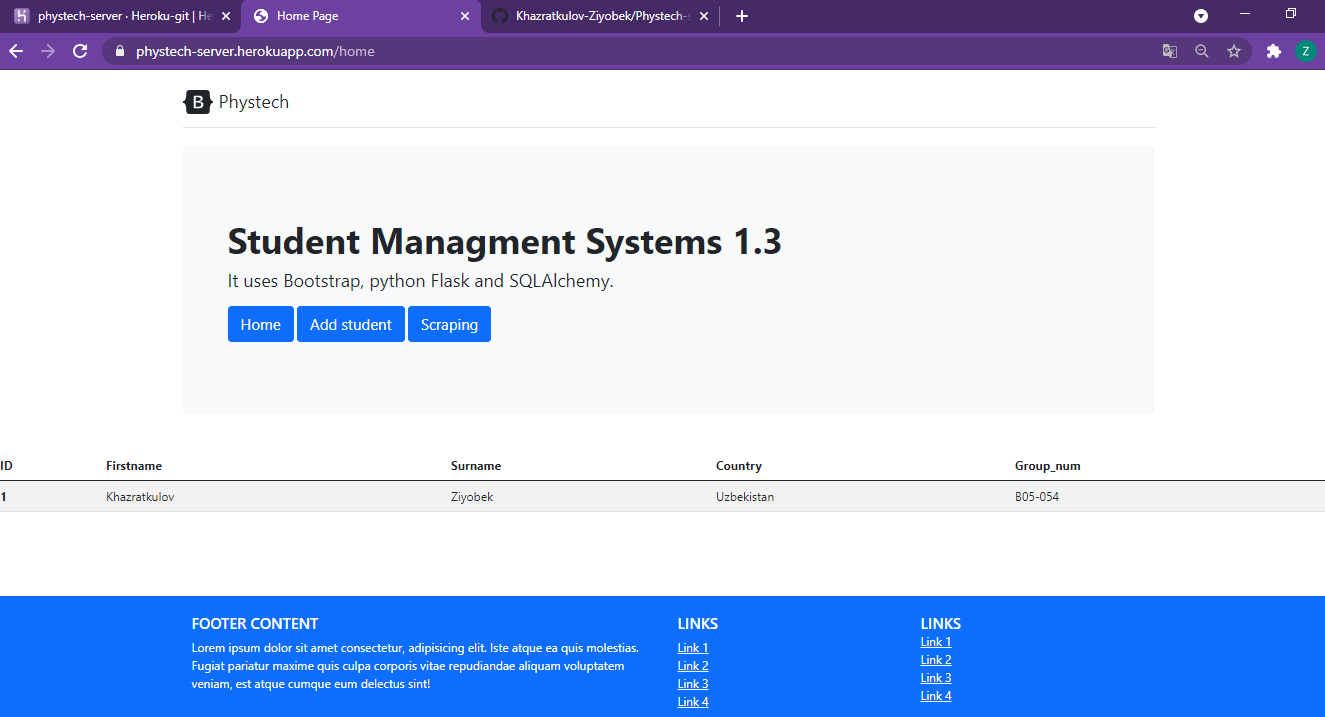 phystech-server · Heroku-git | He
Home Page
Khazratkulov-Ziyobek/Phystech-s
phystech-server.herokuapp.com/home
Z
B Phystech
Student Managment Systems 1.3
It uses Bootstrap, python Flask and SQLAlchemy.
Home Add student Scraping
ID Firstname Surname Country Group_num
1 Khazratkulov Ziyobek Uzbekistan B05-054
FOOTER CONTENT
Lorem ipsum dolor sit amet consectetur, adipisicing elit. Iste atque ea quis molestias.
Fugiat pariatur maxime quis culpa corporis vitae repudiandae aliquam voluptatem
veniam, est atque cumque eum delectus sint!
LINKS
Link 1
Link 2
Link 3
Link 4
LINKS
Link 1
Link 2
Link 3
Link 4